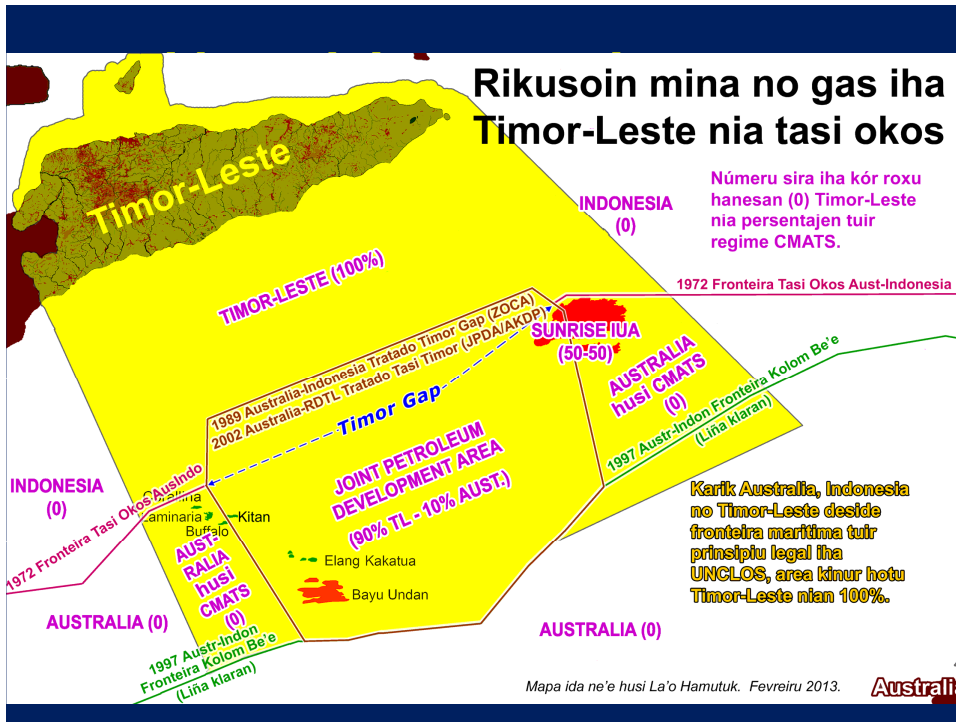 Rikusoin mina no gas iha
Timor-Leste nia tasi okos
Timor-Leste
Númeru sira iha kór roxu
hanesan (0) Timor-Leste
nia persentajen tuir
regime CMATS.
INDONESIA
(0)
TIMOR-LESTE (100%)
1972 Fronteira Tasi Okos Aust-Indonesia
SUNRISE IUA
(50-50)
1989 Australia-Indonesia Tratado Timor Gap (ZOCA)
2002 Australia-RDTL Tratado Tasi Timor (JPDA/AKDP)
Timor Gap
AUSTRALIA
husi CMATS
(0)
1997 Austr-Indon Fronteira Kolom Be’e
(Liña klaran)
JOINT PETROLEUM
DEVELOPMENT AREA
(90% TL - 10% AUST.)
INDONESIA
(0)
1972 Fronteira Tasi Okos AusIndo
Corallina
Laminaria
Buffalo
Kitan
AUST-
RALIA
husi
CMATS
(0)
Elang Kakatua
Bayu Undan
Karik Australia, Indonesia
no Timor-Leste deside
fronteira maritima tuir
prinsipiu legal iha
UNCLOS, area kinur hotu
Timor-Leste nian 100%.
AUSTRALIA (0)
AUSTRALIA (0)
1997 Austr-Indon
Fronteira Kolom Be’e
(Liña klaran)
Mapa ida ne’e husi La’o Hamutuk. Fevreiru 2013.